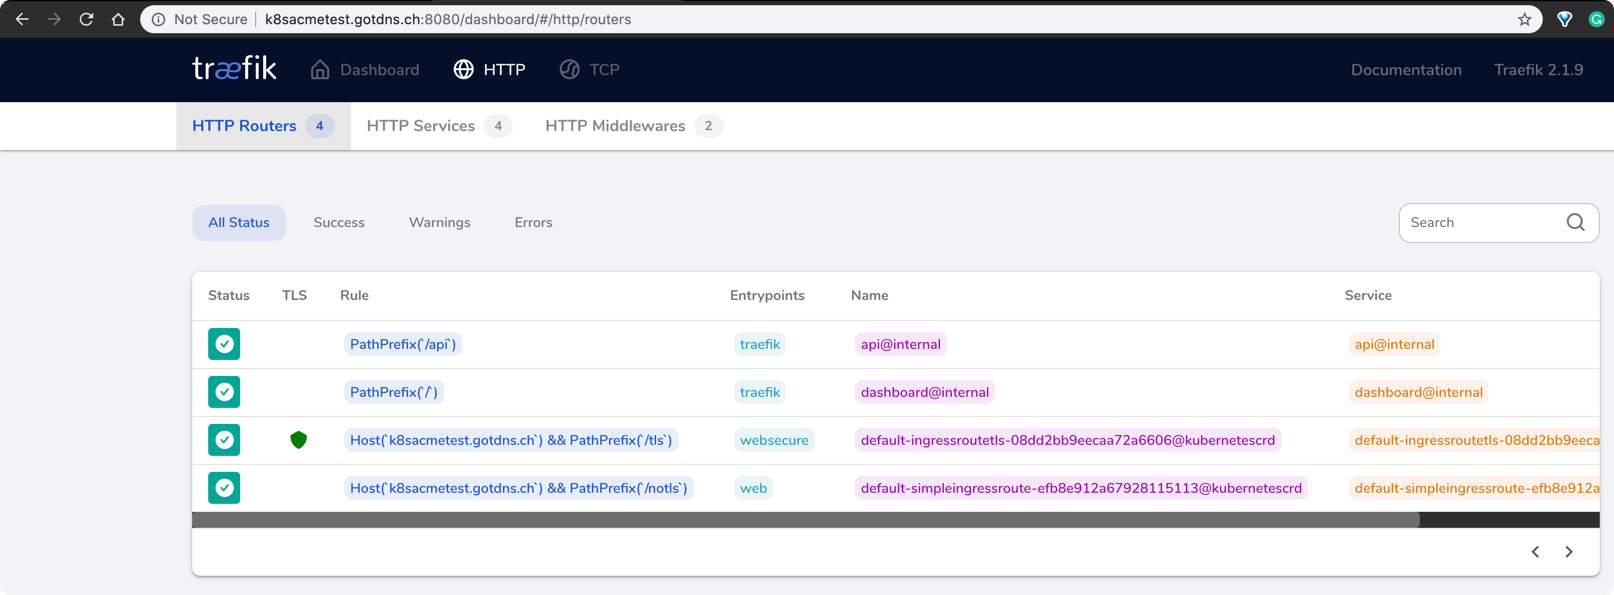 Not Secure k8sacmetest.gotdns.ch:8080/dashboard/#/http/routers
træfik Dashboard HTTP TCP Documentation Traefik 2.1.9
HTTP Routers 4 HTTP Services 4 HTTP Middlewares 2
All Status Success Warnings Errors Search
Status TLS Rule Entrypoints Name Service
PathPrefix(`/api`) traefik api@internal api@internal
PathPrefix(`/`) traefik dashboard@internal dashboard@internal
Host(`k8sacmetest.gotdns.ch`) && PathPrefix(`/tls`) websecure default-ingressroutetls-08dd2bb9eecaa72a6606@kubernetescrd default-ingressroutetls-08dd2bb9eeca
Host(`k8sacmetest.gotdns.ch`) && PathPrefix(`/notls`) web default-simpleingressroute-efb8e912a67928115113@kubernetescrd default-simpleingressroute-efb8e912a